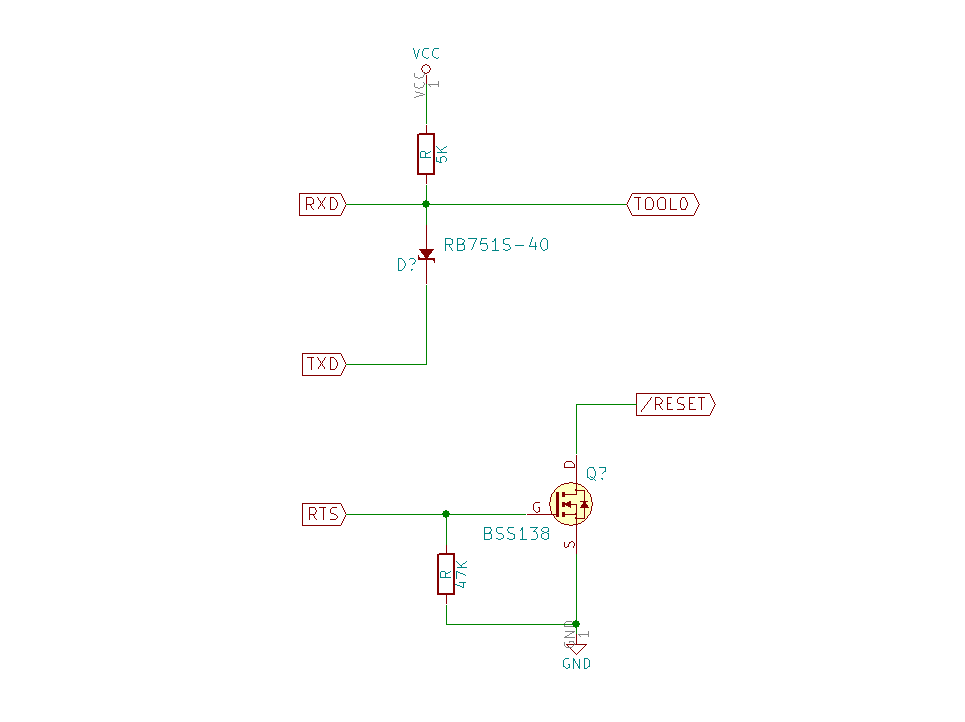 VCC
VCC
1
R
5K
RXD
TOOL0
RB751S-40
D?
TXD
/RESET
D
Q?
RTS
G
BSS138
S
R
47K
GND
1
GND